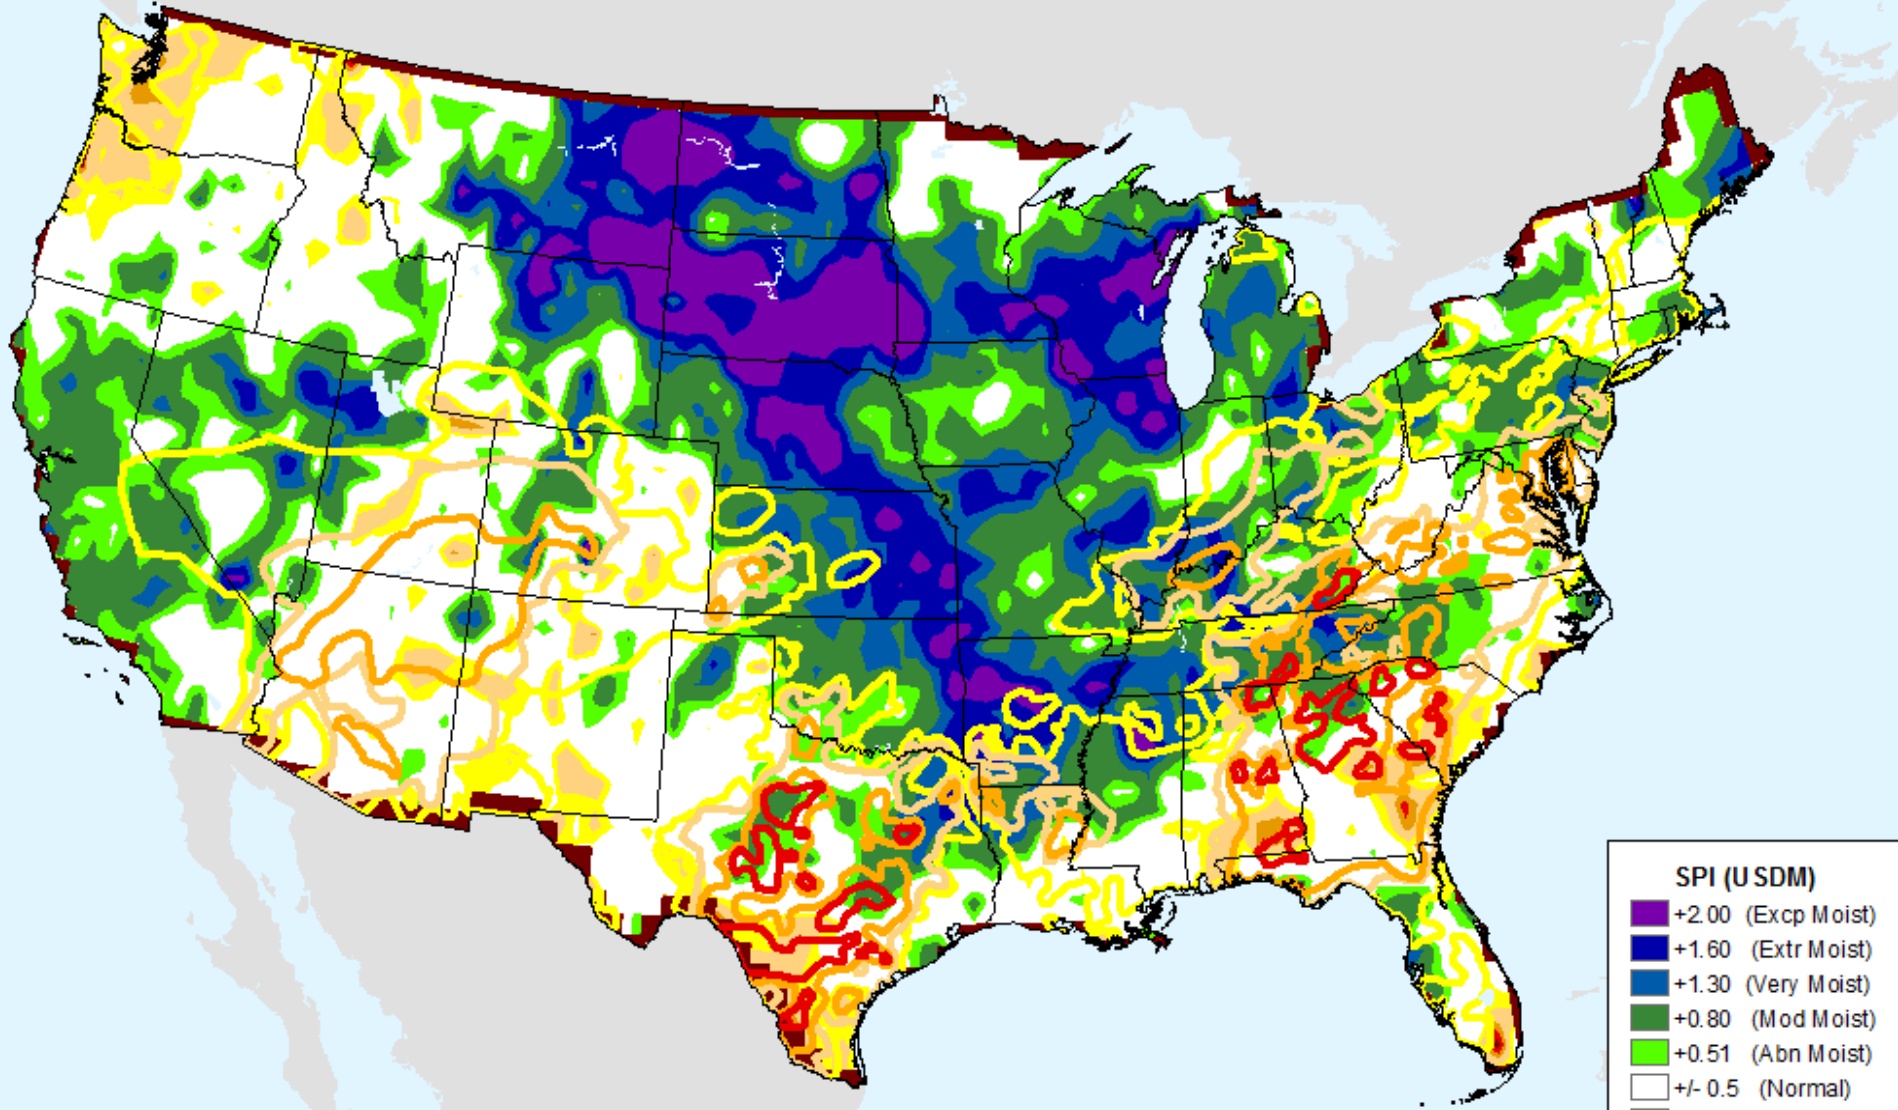 SPI (USDM)
+2.00 (Excp Moist)
+1.60 (Extr Moist)
+1.30 (Very Moist)
+0.80 (Mod Moist)
+0.51 (Abn Moist)
+/- 0.5 (Normal)